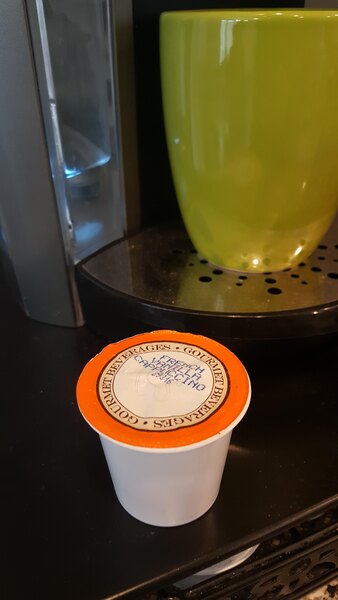 GOURMET BEVERAGES • GOURMET BEVERAGES •
FRENCH
VANILLA
CAPPUCCINO